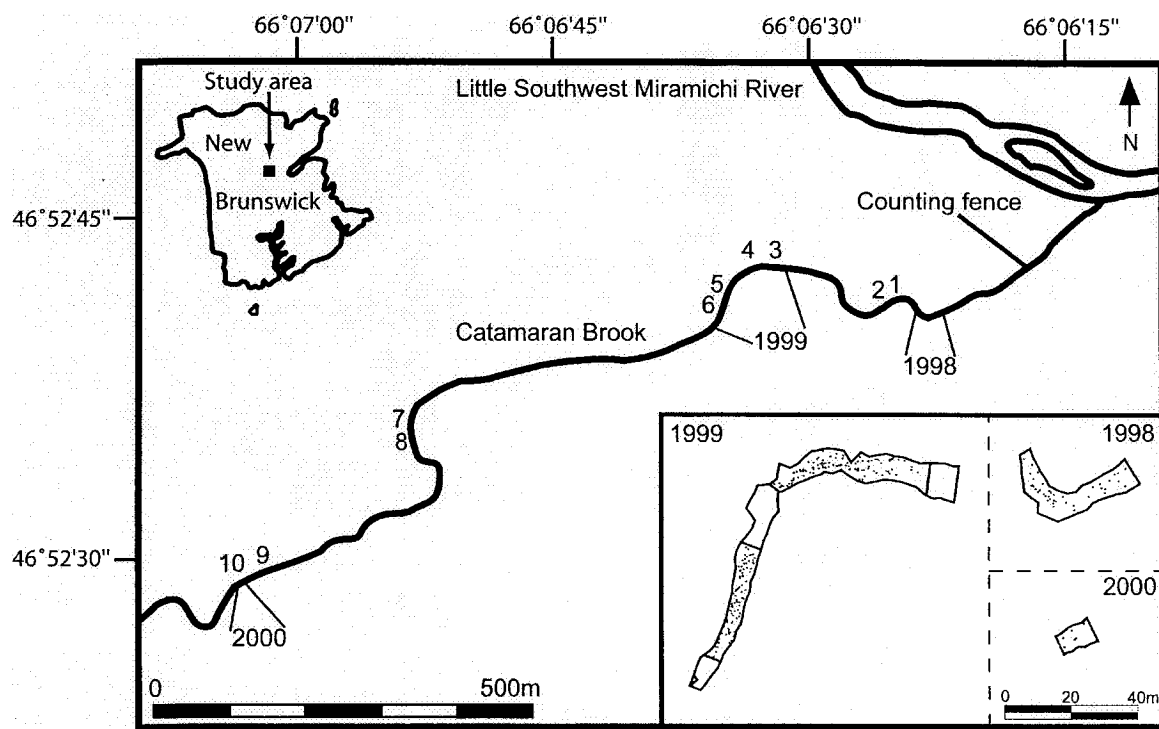 66°07'00" 66°06'45" 66°06'30" 66°06'15"
Study area
Little Southwest Miramichi River
N
New
Brunswick
46°52'45"
Counting fence
4 3
5
6
2 1
Catamaran Brook
1999
1998
7
8
1999
1998
46°52'30"
10 9
2000
2000
0 500m
0 20 40m